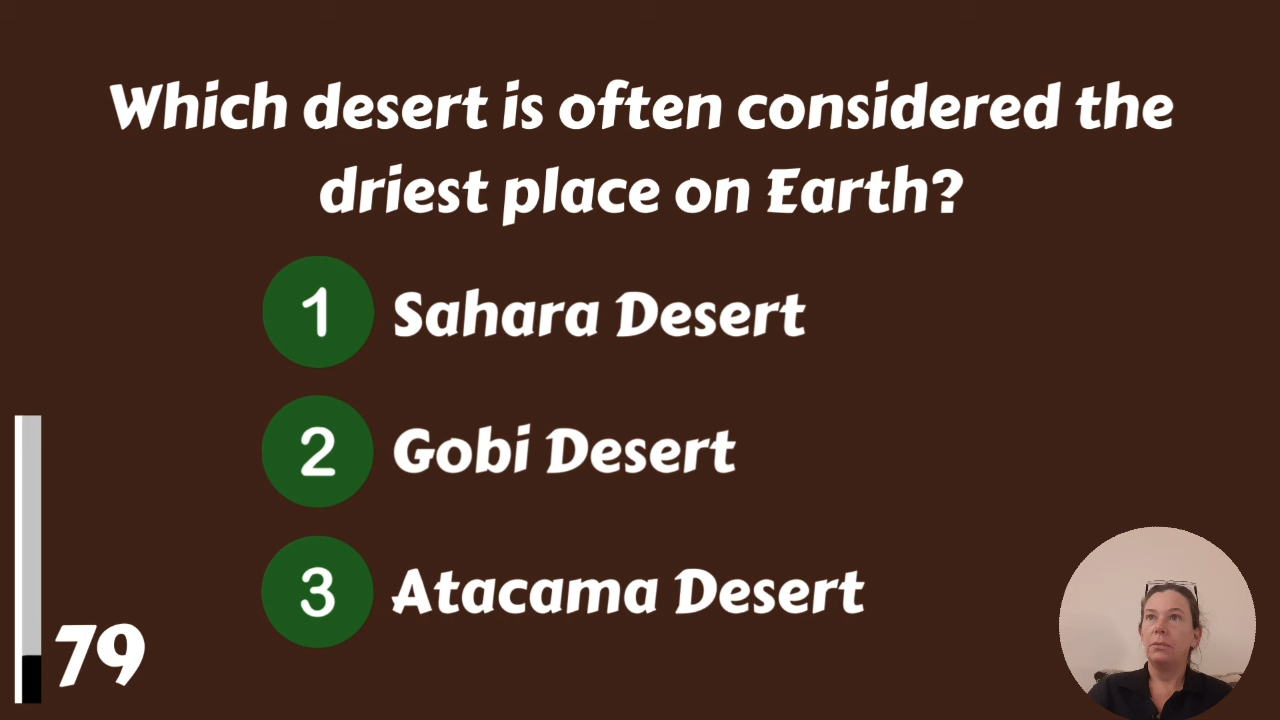 Which desert is often considered the
driest place on Earth?
1 Sahara Desert
2 Gobi Desert
3 Atacama Desert
79